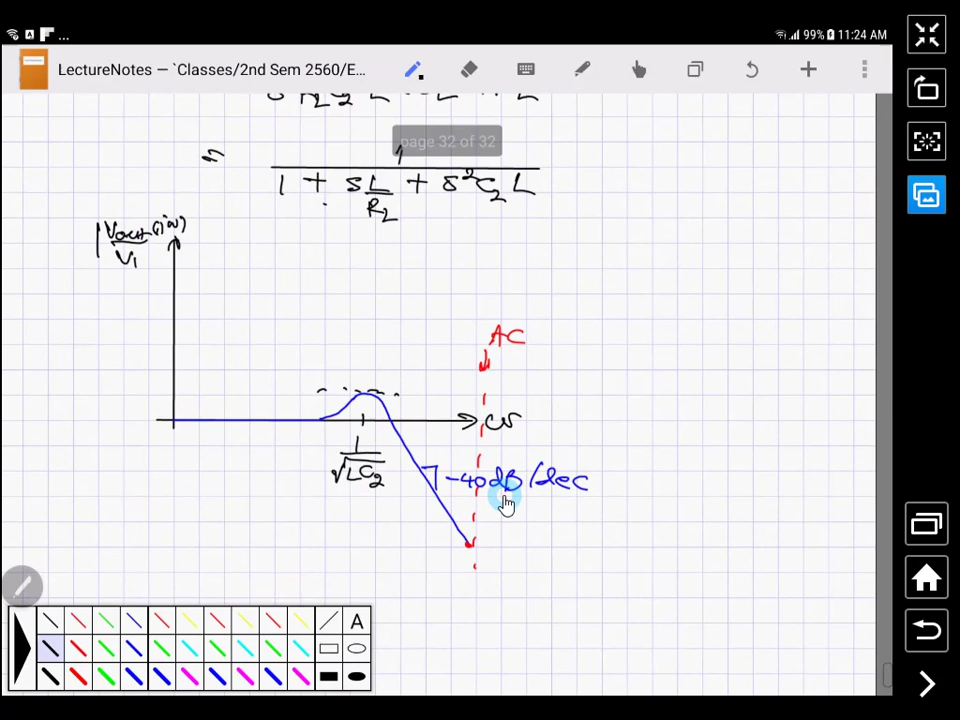 ... 99% 11:24 AM
LectureNotes — `Classes/2nd Sem 2560/E...
page 32 of 32
= 1
1 + s L/R₂ + s²C₂L
|Vout/V₁ (jω)
AC
ω
1/√LC₂
-40dB/dec
A